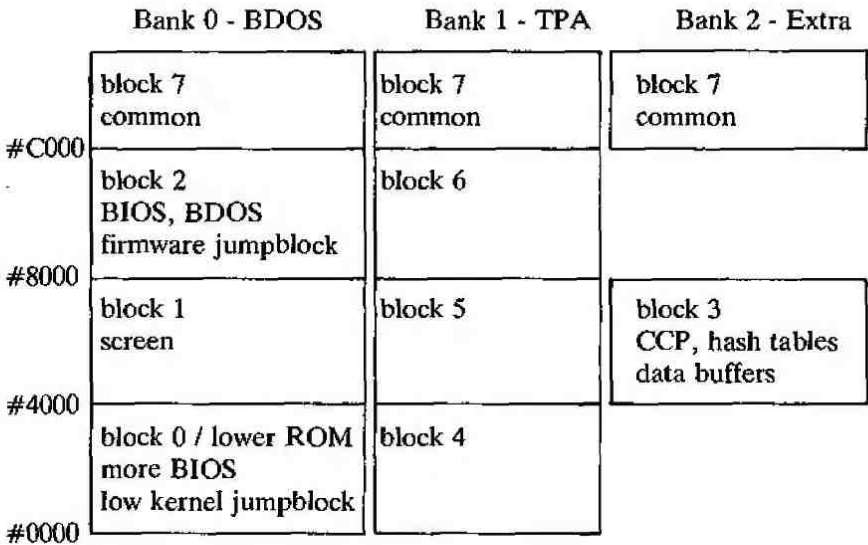 Bank 0 - BDOS Bank 1 - TPA Bank 2 - Extra
block 7
common
block 7
common
block 7
common
#C000
block 2
BIOS, BDOS
firmware jumpblock
block 6
#8000
block 1
screen
block 5
block 3
CCP, hash tables
data buffers
#4000
block 0 / lower ROM
more BIOS
low kernel jumpblock
block 4
#0000